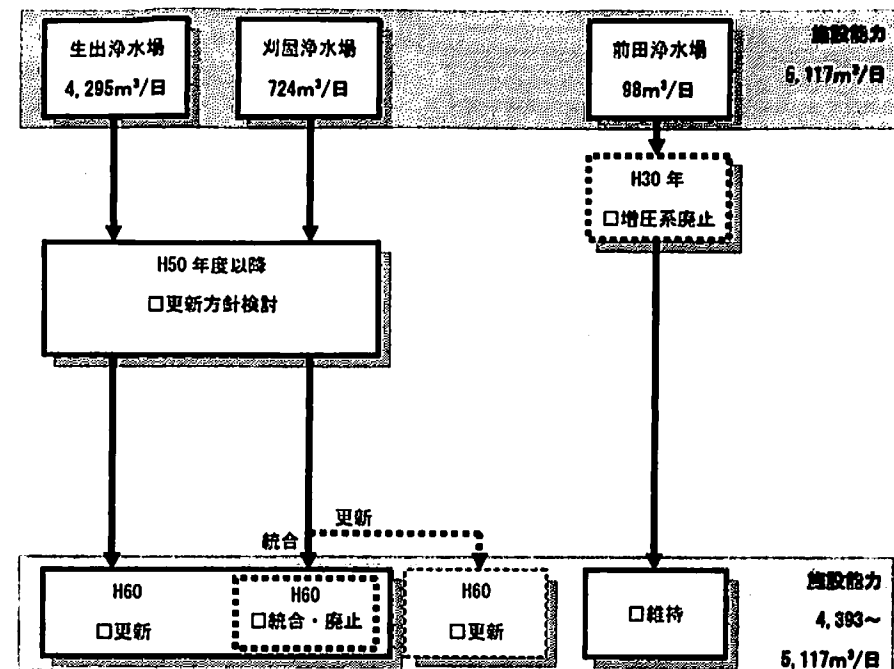 生出浄水場
4,295m³/日
刈屋浄水場
724m³/日
前田浄水場
98m³/日
施設能力
5,117m³/日
H30 年
□増圧系廃止
H50 年度以降
□更新方針検討
更新
統合
H60
□更新
H60
□統合・廃止
H60
□更新
□維持
施設能力
4,393～
5,117m³/日